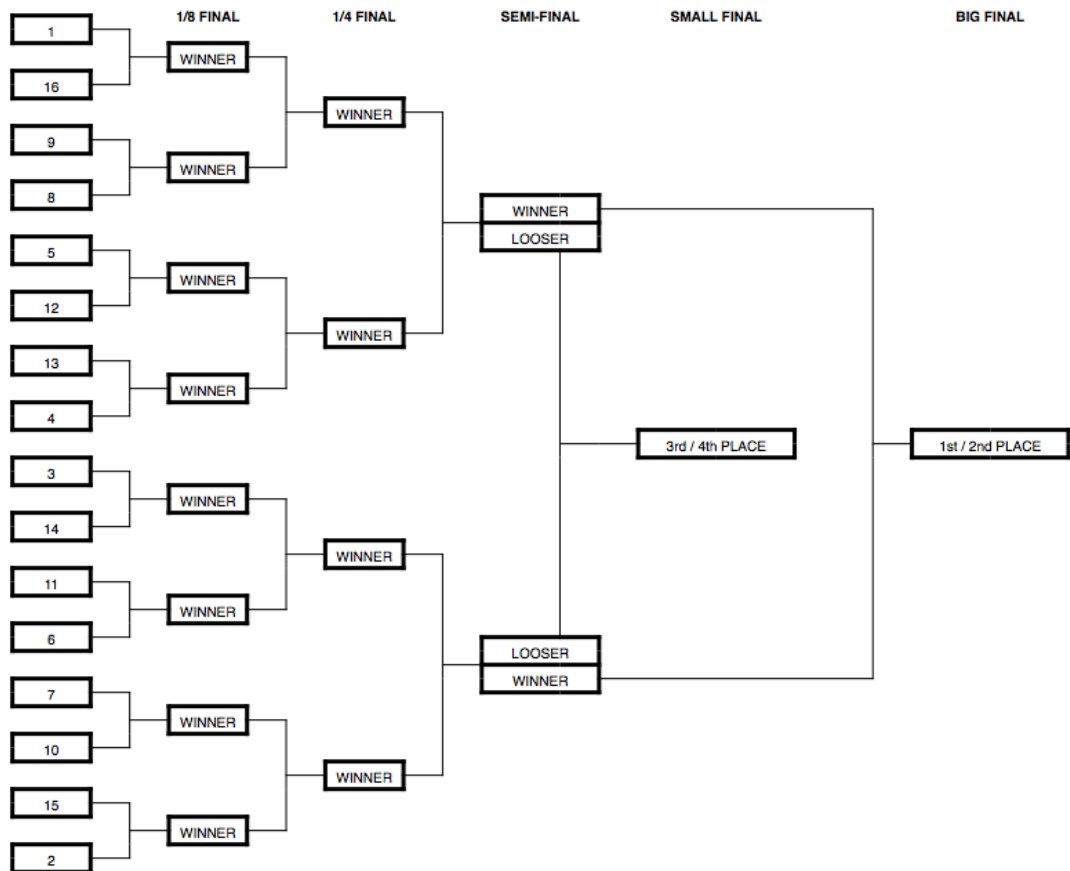 1/8 FINAL 1/4 FINAL SEMI-FINAL SMALL FINAL BIG FINAL
1
WINNER
16
WINNER
9
WINNER
8
WINNER
LOOSER
5
WINNER
12
WINNER
13
WINNER
4
3rd / 4th PLACE 1st / 2nd PLACE
3
WINNER
14
WINNER
11
WINNER
6
LOOSER
WINNER
7
WINNER
10
WINNER
15
WINNER
2